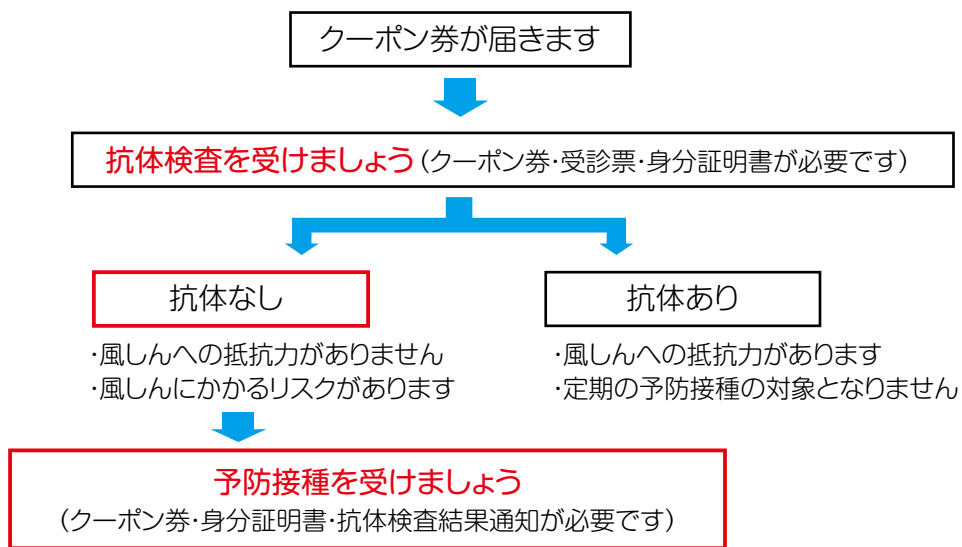 クーポン券が届きます
抗体検査を受けましょう(クーポン券・受診票・身分証明書が必要です)
抗体なし
・風しんへの抵抗力がありません
・風しんにかかるリスクがあります
抗体あり
・風しんへの抵抗力があります
・定期の予防接種の対象となりません
予防接種を受けましょう
(クーポン券・身分証明書・抗体検査結果通知が必要です)